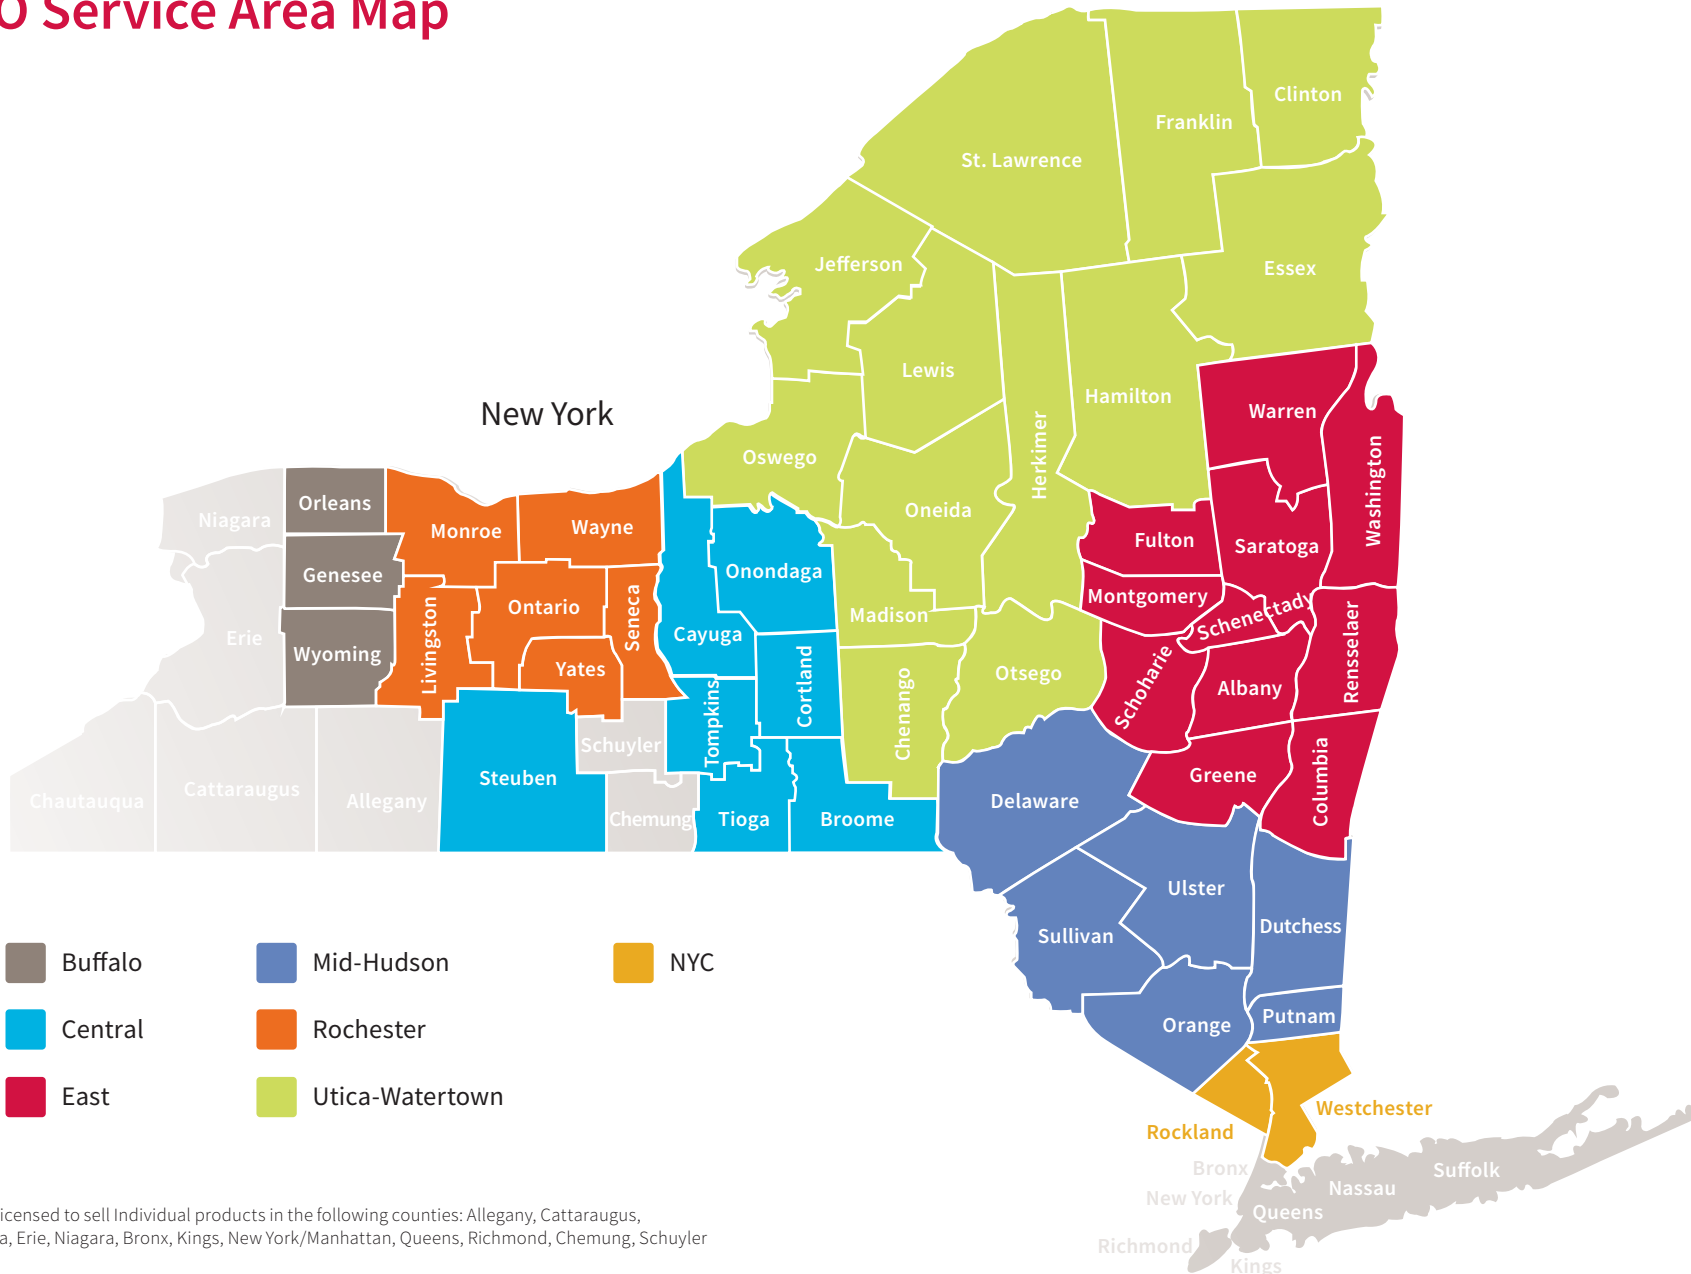 O Service Area Map
Clinton
Franklin
St. Lawrence
Jefferson
Essex
Lewis
Hamilton
New York
Warren
Herkimer
Washington
Oswego
Orleans
Oneida
Niagara
Monroe
Wayne
Fulton
Saratoga
Genesee
Onondaga
Montgomery
Ontario
Madison
Schenectady
Seneca
Livingston
Erie
Cayuga
Wyoming
Rensselaer
Yates
Otsego
Cortland
Schoharie
Albany
Chenango
Tompkins
Schuyler
Greene
Steuben
Columbia
Cattaraugus
Chautauqua
Allegany
Delaware
Chemung
Tioga
Broome
Ulster
Dutchess
Sullivan
Buffalo
Mid-Hudson
NYC
Putnam
Orange
Central
Rochester
East
Utica-Watertown
Westchester
Rockland
Bronx
Suffolk
Nassau
New York
Queens
Richmond
Kings
icensed to sell Individual products in the following counties: Allegany, Cattaraugus,
a, Erie, Niagara, Bronx, Kings, New York/Manhattan, Queens, Richmond, Chemung, Schuyler